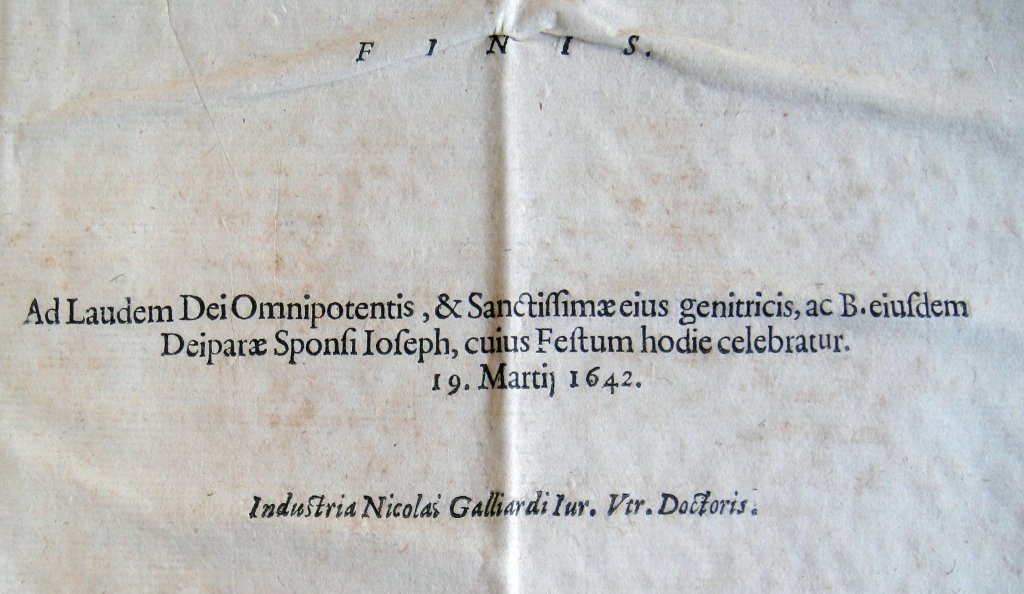 F I N I S.
Ad Laudem Dei Omnipotentis, & Sanctiſſimæ eius genitricis, ac B. eiuſdem
Deiparæ Sponſi Ioſeph, cuius Feſtum hodie celebratur.
19. Martij 1642.
Induſtria Nicolai Galliardi Iur. Vtr. Doctoris.